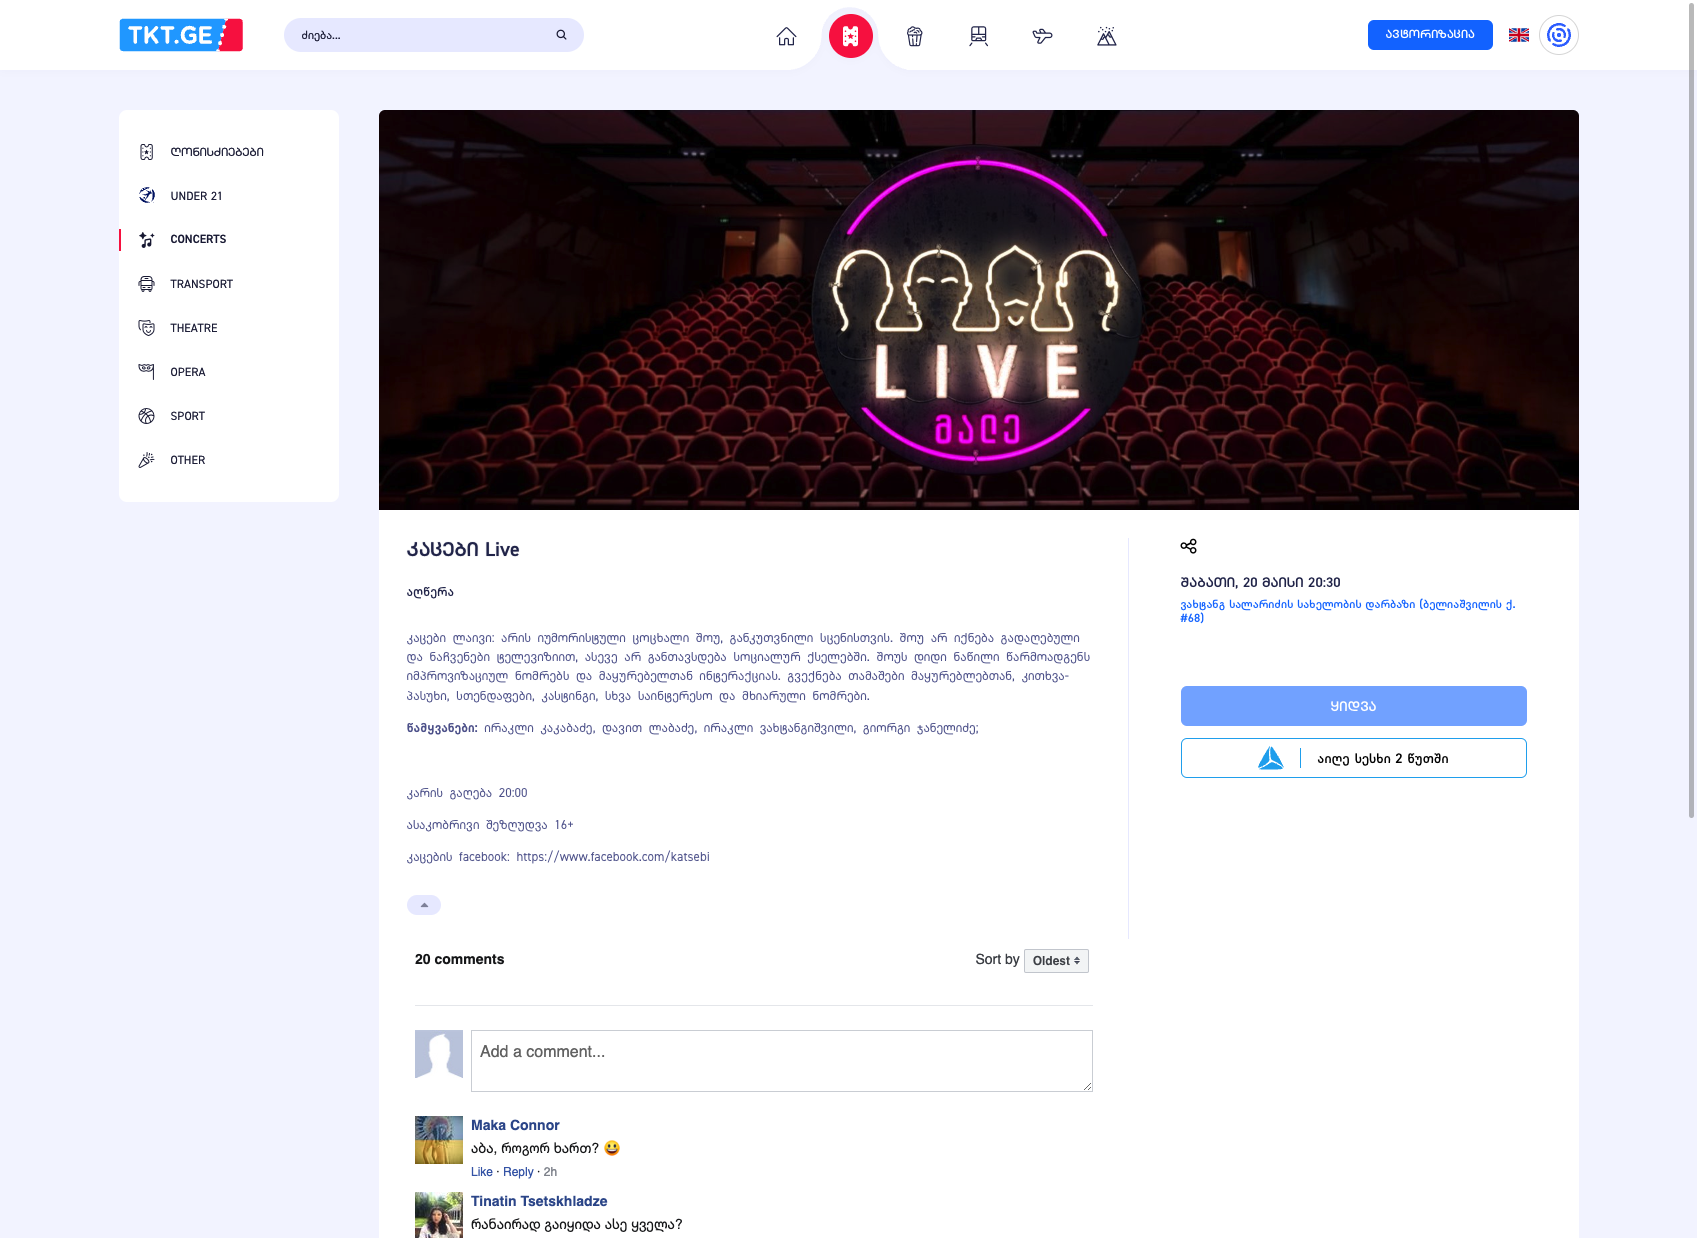 TKT.GE
ძიება...
ავტორიზაცია
ღონისძიებები
UNDER 21
CONCERTS
TRANSPORT
THEATRE
OPERA
SPORT
OTHER
LIVE
მალე
კაცები Live
აღწერა
კაცები ლაივი: არის იუმორისტული ცოცხალი შოუ, განკუთვნილი სცენისთვის. შოუ არ იქნება გადაღებული
და ნაჩვენები ტელევიზიით, ასევე არ განთავსდება სოციალურ ქსელებში. შოუს დიდი ნაწილი წარმოადგენს
იმპროვიზაციულ ნომრებს და მაყურებელთან ინტერაქციას. გვექნება თამაშები მაყურებლებთან, კითხვა-
პასუხი, სთენდაფები, კასტინგი, სხვა საინტერესო და მხიარული ნომრები.
წამყვანები: ირაკლი კაკაბაძე, დავით ლაბაძე, ირაკლი ვახტანგიშვილი, გიორგი ჯანელიძე;
კარის გაღება 20:00
ასაკობრივი შეზღუდვა 16+
კაცების facebook: https://www.facebook.com/katsebi
შაბათი, 20 მაისი 20:30
ვახტანგ სალარიძის სახელობის დარბაზი (ბელიაშვილის ქ.
#68)
ყიდვა
აიღე სესხი 2 წუთში
20 comments
Sort by Oldest
Add a comment...
Maka Connor
აბა, როგორ ხართ? 😃
Like · Reply · 2h
Tinatin Tsetskhladze
რანაირად გაიყიდა ასე ყველა?